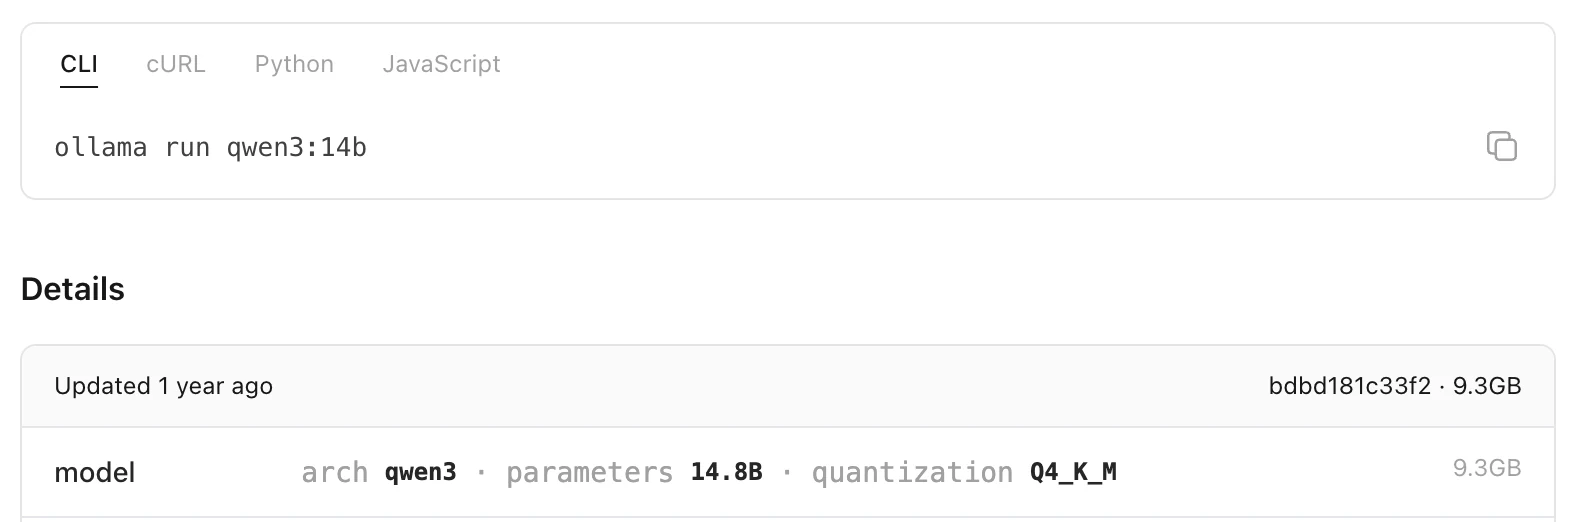 CLI cURL Python JavaScript
ollama run qwen3:14b
Details
Updated 1 year ago bdbd181c33f2 · 9.3GB
model arch qwen3 · parameters 14.8B · quantization Q4_K_M 9.3GB